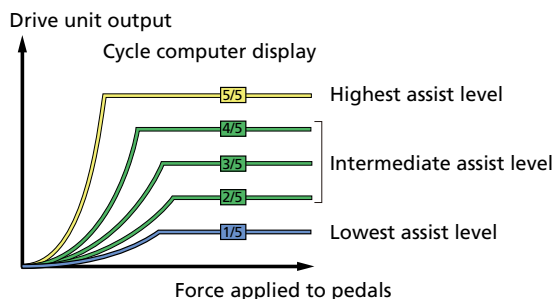 Drive unit output
Cycle computer display
5/5
Highest assist level
4/5
3/5
Intermediate assist level
2/5
1/5
Lowest assist level
Force applied to pedals